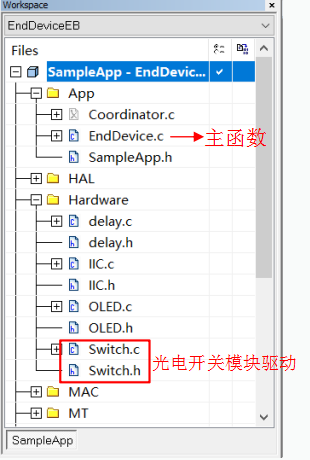 Workspace
EndDeviceEB
Files
SampleApp - EndDevic...
App
Coordinator.c
EndDevice.c 主函数
SampleApp.h
HAL
Hardware
delay.c
delay.h
IIC.c
IIC.h
OLED.c
OLED.h
Switch.c
Switch.h
光电开关模块驱动
MAC
MT
SampleApp